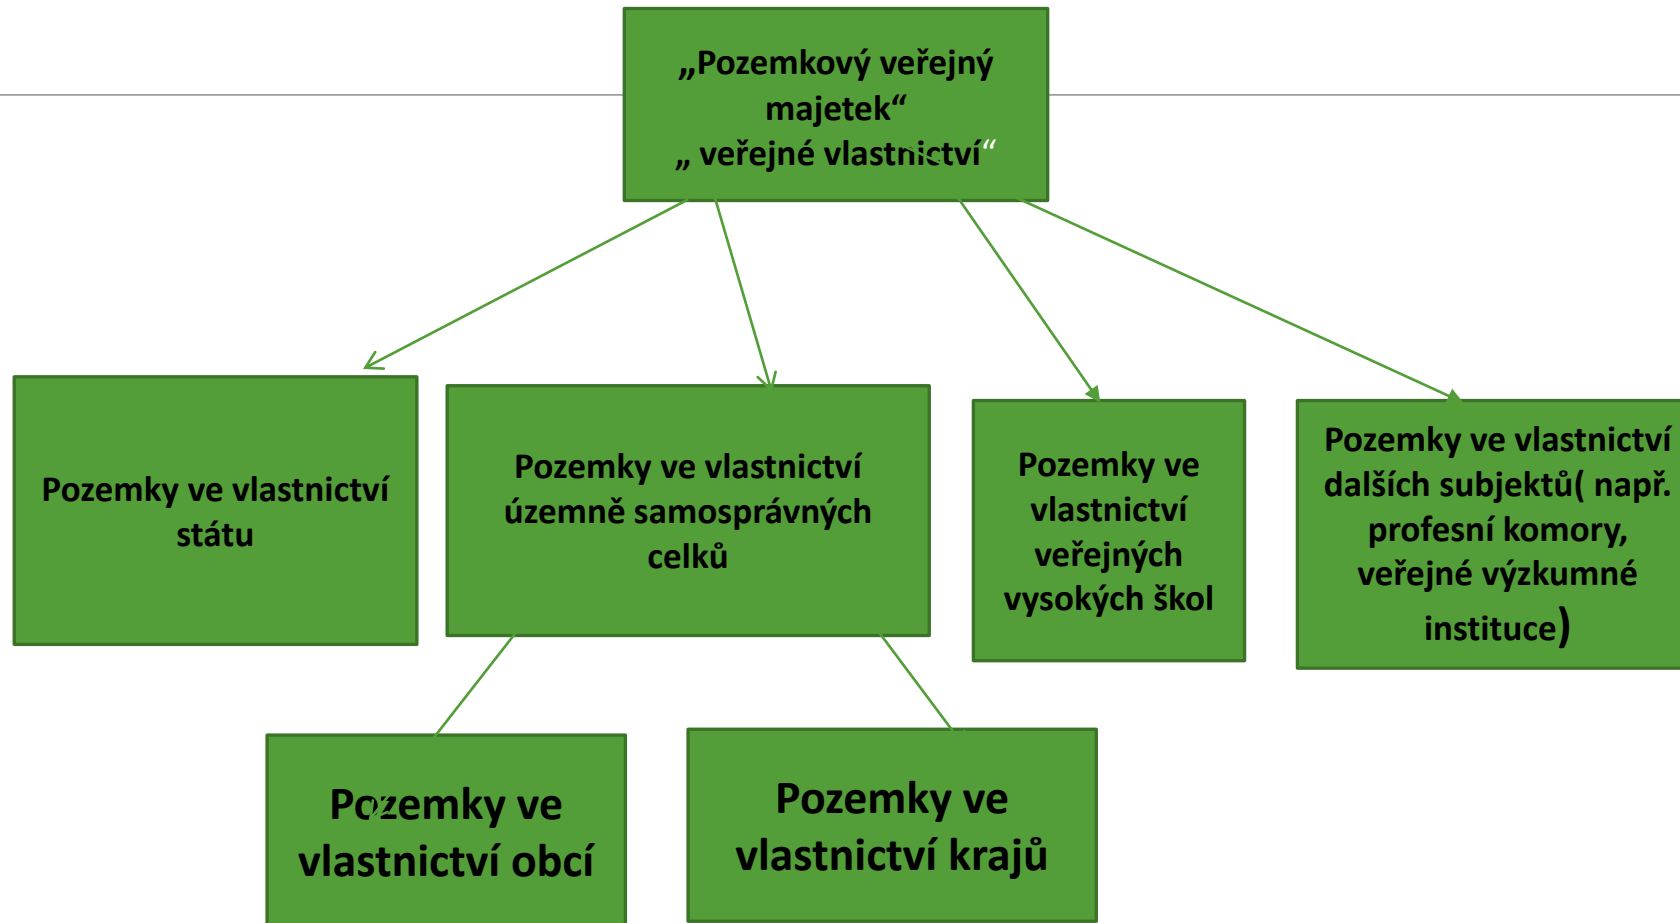 „Pozemkový veřejný
majetek“
„ veřejné vlastnictví“
Pozemky ve vlastnictví
státu
Pozemky ve vlastnictví
územně samosprávných
celků
Pozemky ve
vlastnictví
veřejných
vysokých škol
Pozemky ve vlastnictví
dalších subjektů( např.
profesní komory,
veřejné výzkumné
instituce)
Pozemky ve
vlastnictví obcí
Pozemky ve
vlastnictví krajů